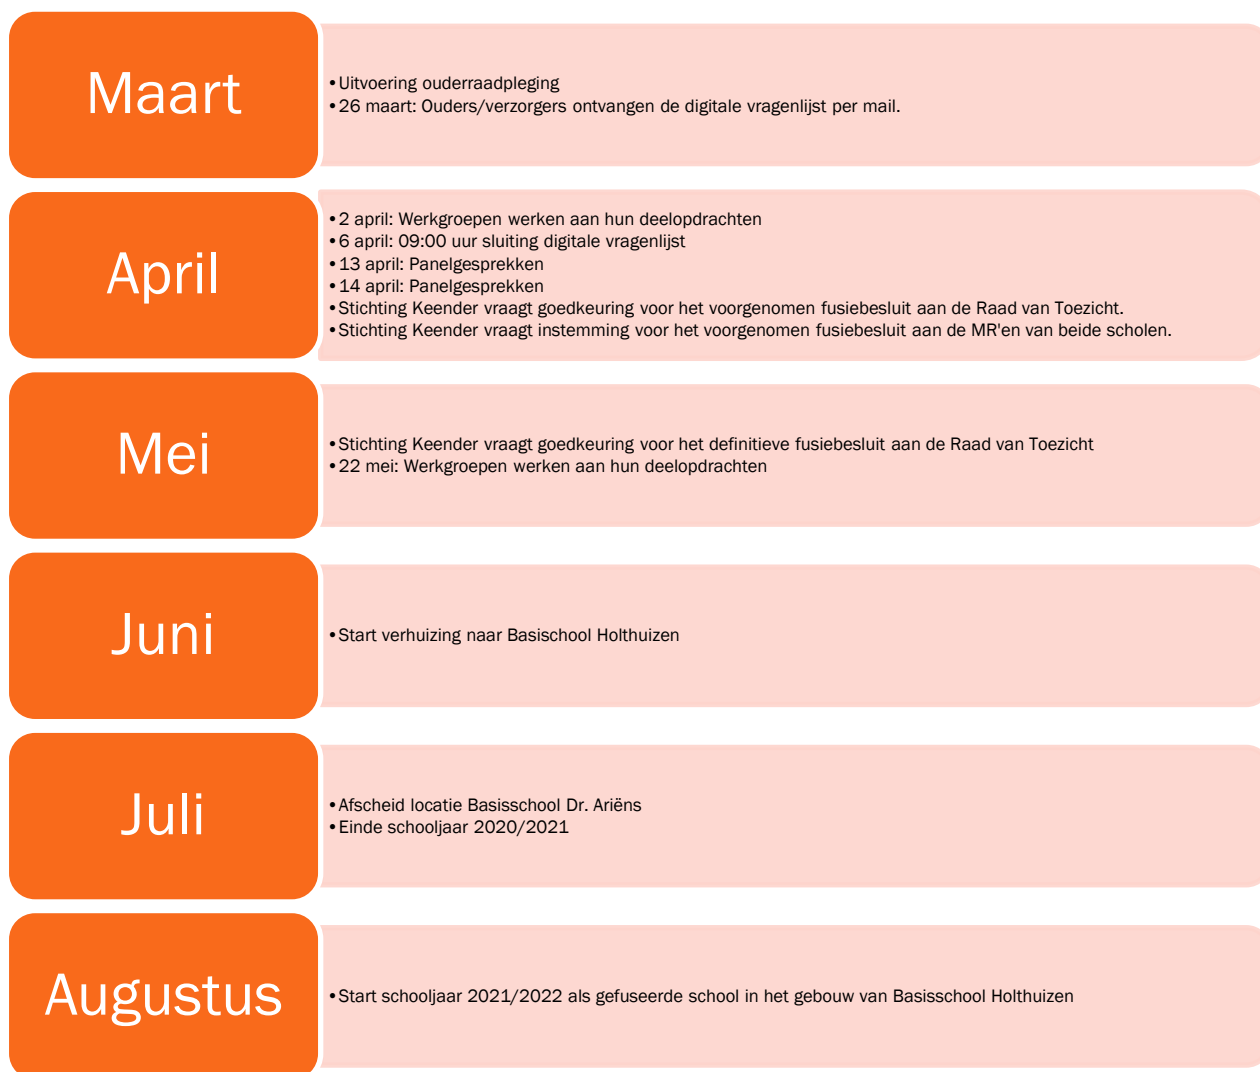 Maart
•Uitvoering ouderraadpleging
•26 maart: Ouders/verzorgers ontvangen de digitale vragenlijst per mail.
April
•2 april: Werkgroepen werken aan hun deelopdrachten
•6 april: 09:00 uur sluiting digitale vragenlijst
•13 april: Panelgesprekken
•14 april: Panelgesprekken
•Stichting Keender vraagt goedkeuring voor het voorgenomen fusiebesluit aan de Raad van Toezicht.
•Stichting Keender vraagt instemming voor het voorgenomen fusiebesluit aan de MR'en van beide scholen.
Mei
•Stichting Keender vraagt goedkeuring voor het definitieve fusiebesluit aan de Raad van Toezicht
•22 mei: Werkgroepen werken aan hun deelopdrachten
Juni
•Start verhuizing naar Basischool Holthuizen
Juli
•Afscheid locatie Basisschool Dr. Ariëns
•Einde schooljaar 2020/2021
Augustus
•Start schooljaar 2021/2022 als gefuseerde school in het gebouw van Basisschool Holthuizen